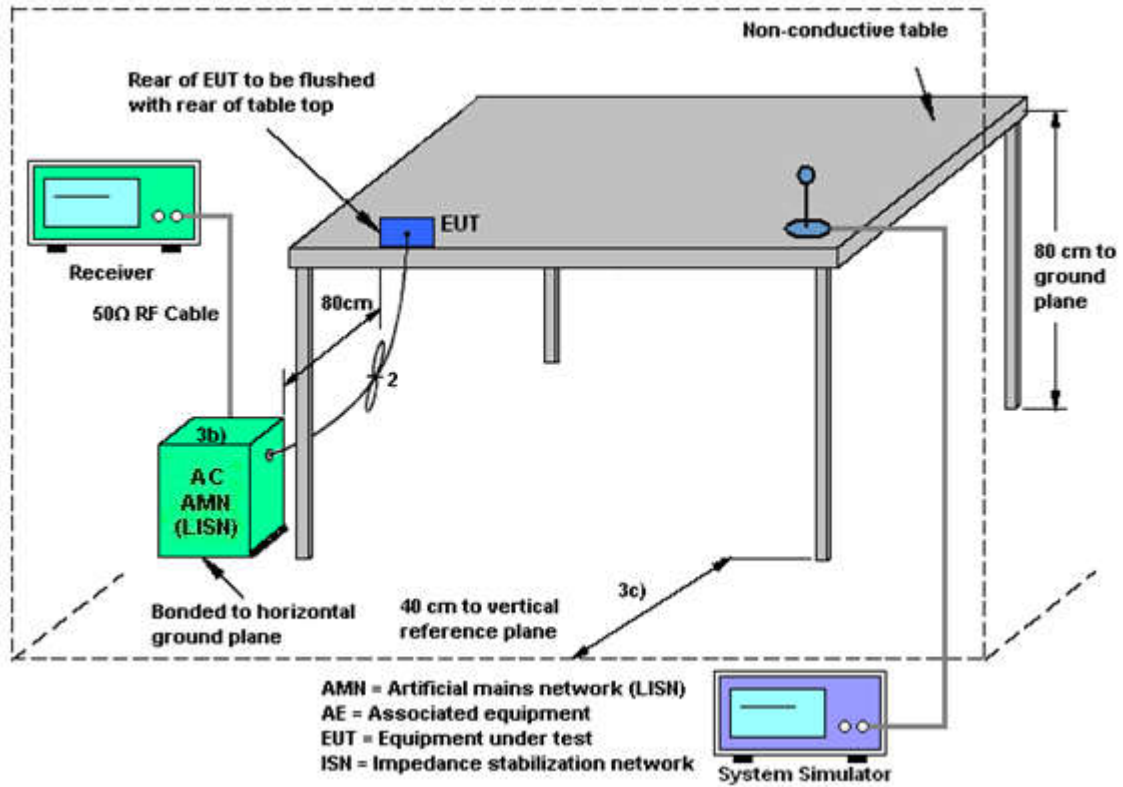 Non-conductive table
Rear of EUT to be flushed
with rear of table top
EUT
Receiver
80cm
80 cm to
ground
plane
50Ω RF Cable
2
3b)
AC
AMN
(LISN)
3c)
Bonded to horizontal
ground plane
40 cm to vertical
reference plane
AMN = Artificial mains network (LISN)
AE = Associated equipment
EUT = Equipment under test
ISN = Impedance stabilization network
System Simulator